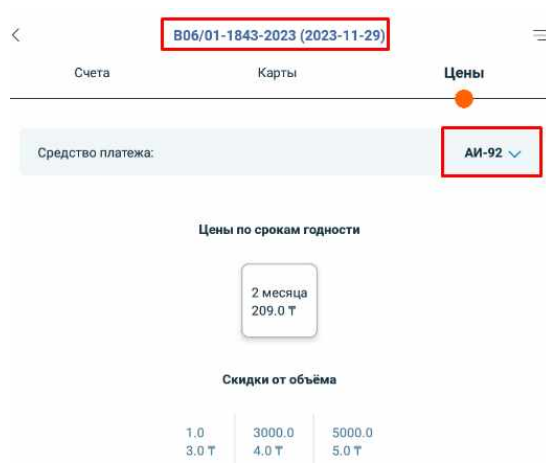 В06/01-1843-2023 (2023-11-29)
Счета Карты Цены
Средство платежа: АИ-92
Цены по срокам годности
2 месяца
209.0 ₸
Скидки от объёма
1.0 3000.0 5000.0
3.0 ₸ 4.0 ₸ 5.0 ₸